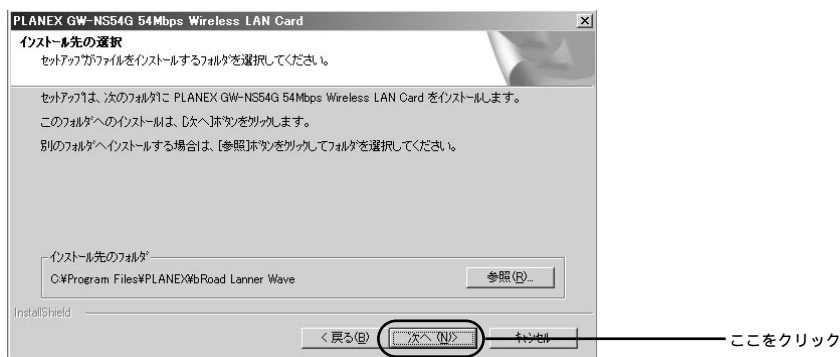 PLANEX GW-NS54G 54Mbps Wireless LAN Card
インストール先の選択
セットアップがファイルをインストールするフォルダを選択してください。
セットアップは、次のフォルダに PLANEX GW-NS54G 54Mbps Wireless LAN Card をインストールします。
このフォルダへのインストールは、[次へ]ボタンをクリックします。
別のフォルダへインストールする場合は、[参照]ボタンをクリックしてフォルダを選択してください。
インストール先のフォルダ
C:¥Program Files¥PLANEX¥bRoad Lanner Wave
参照(R)...
InstallShield
< 戻る(B)
次へ (N)>
キャンセル
ここをクリック